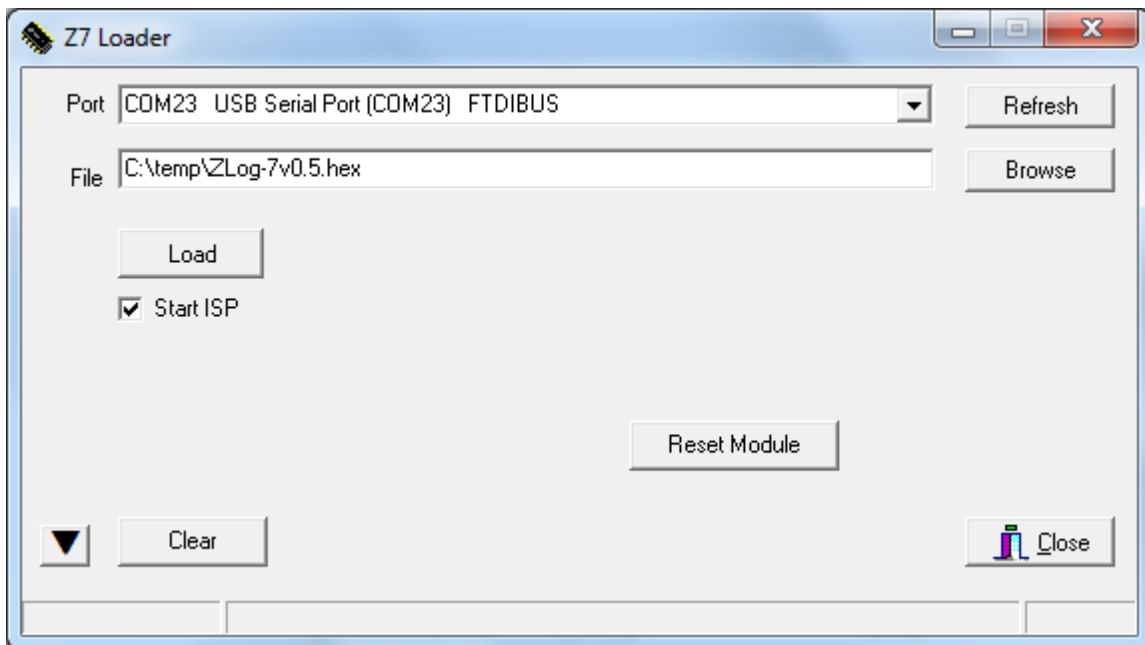 Z7 Loader
Port COM23 USB Serial Port (COM23) FTDIBUS Refresh
File C:\temp\ZLog-7v0.5.hex Browse
Load
Start ISP
Reset Module
Clear Close